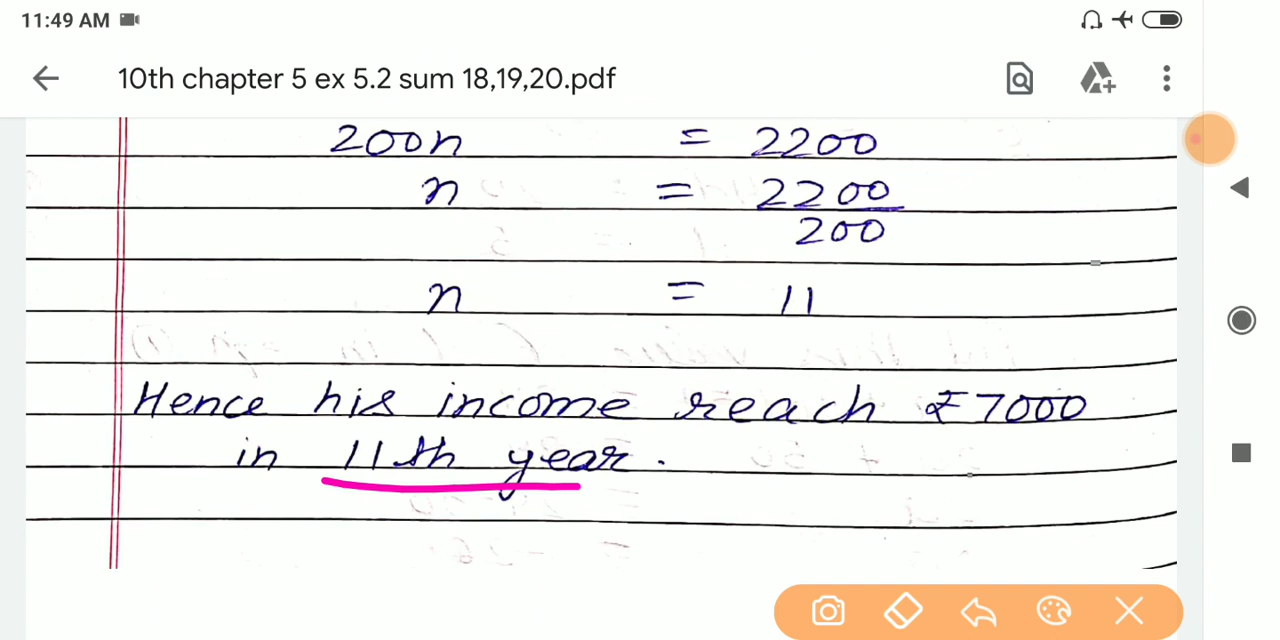 11:49 AM
10th chapter 5 ex 5.2 sum 18,19,20.pdf
200n = 2200
n = 2200
200
n = 11
Hence his income reach ₹7000
in 11th year.